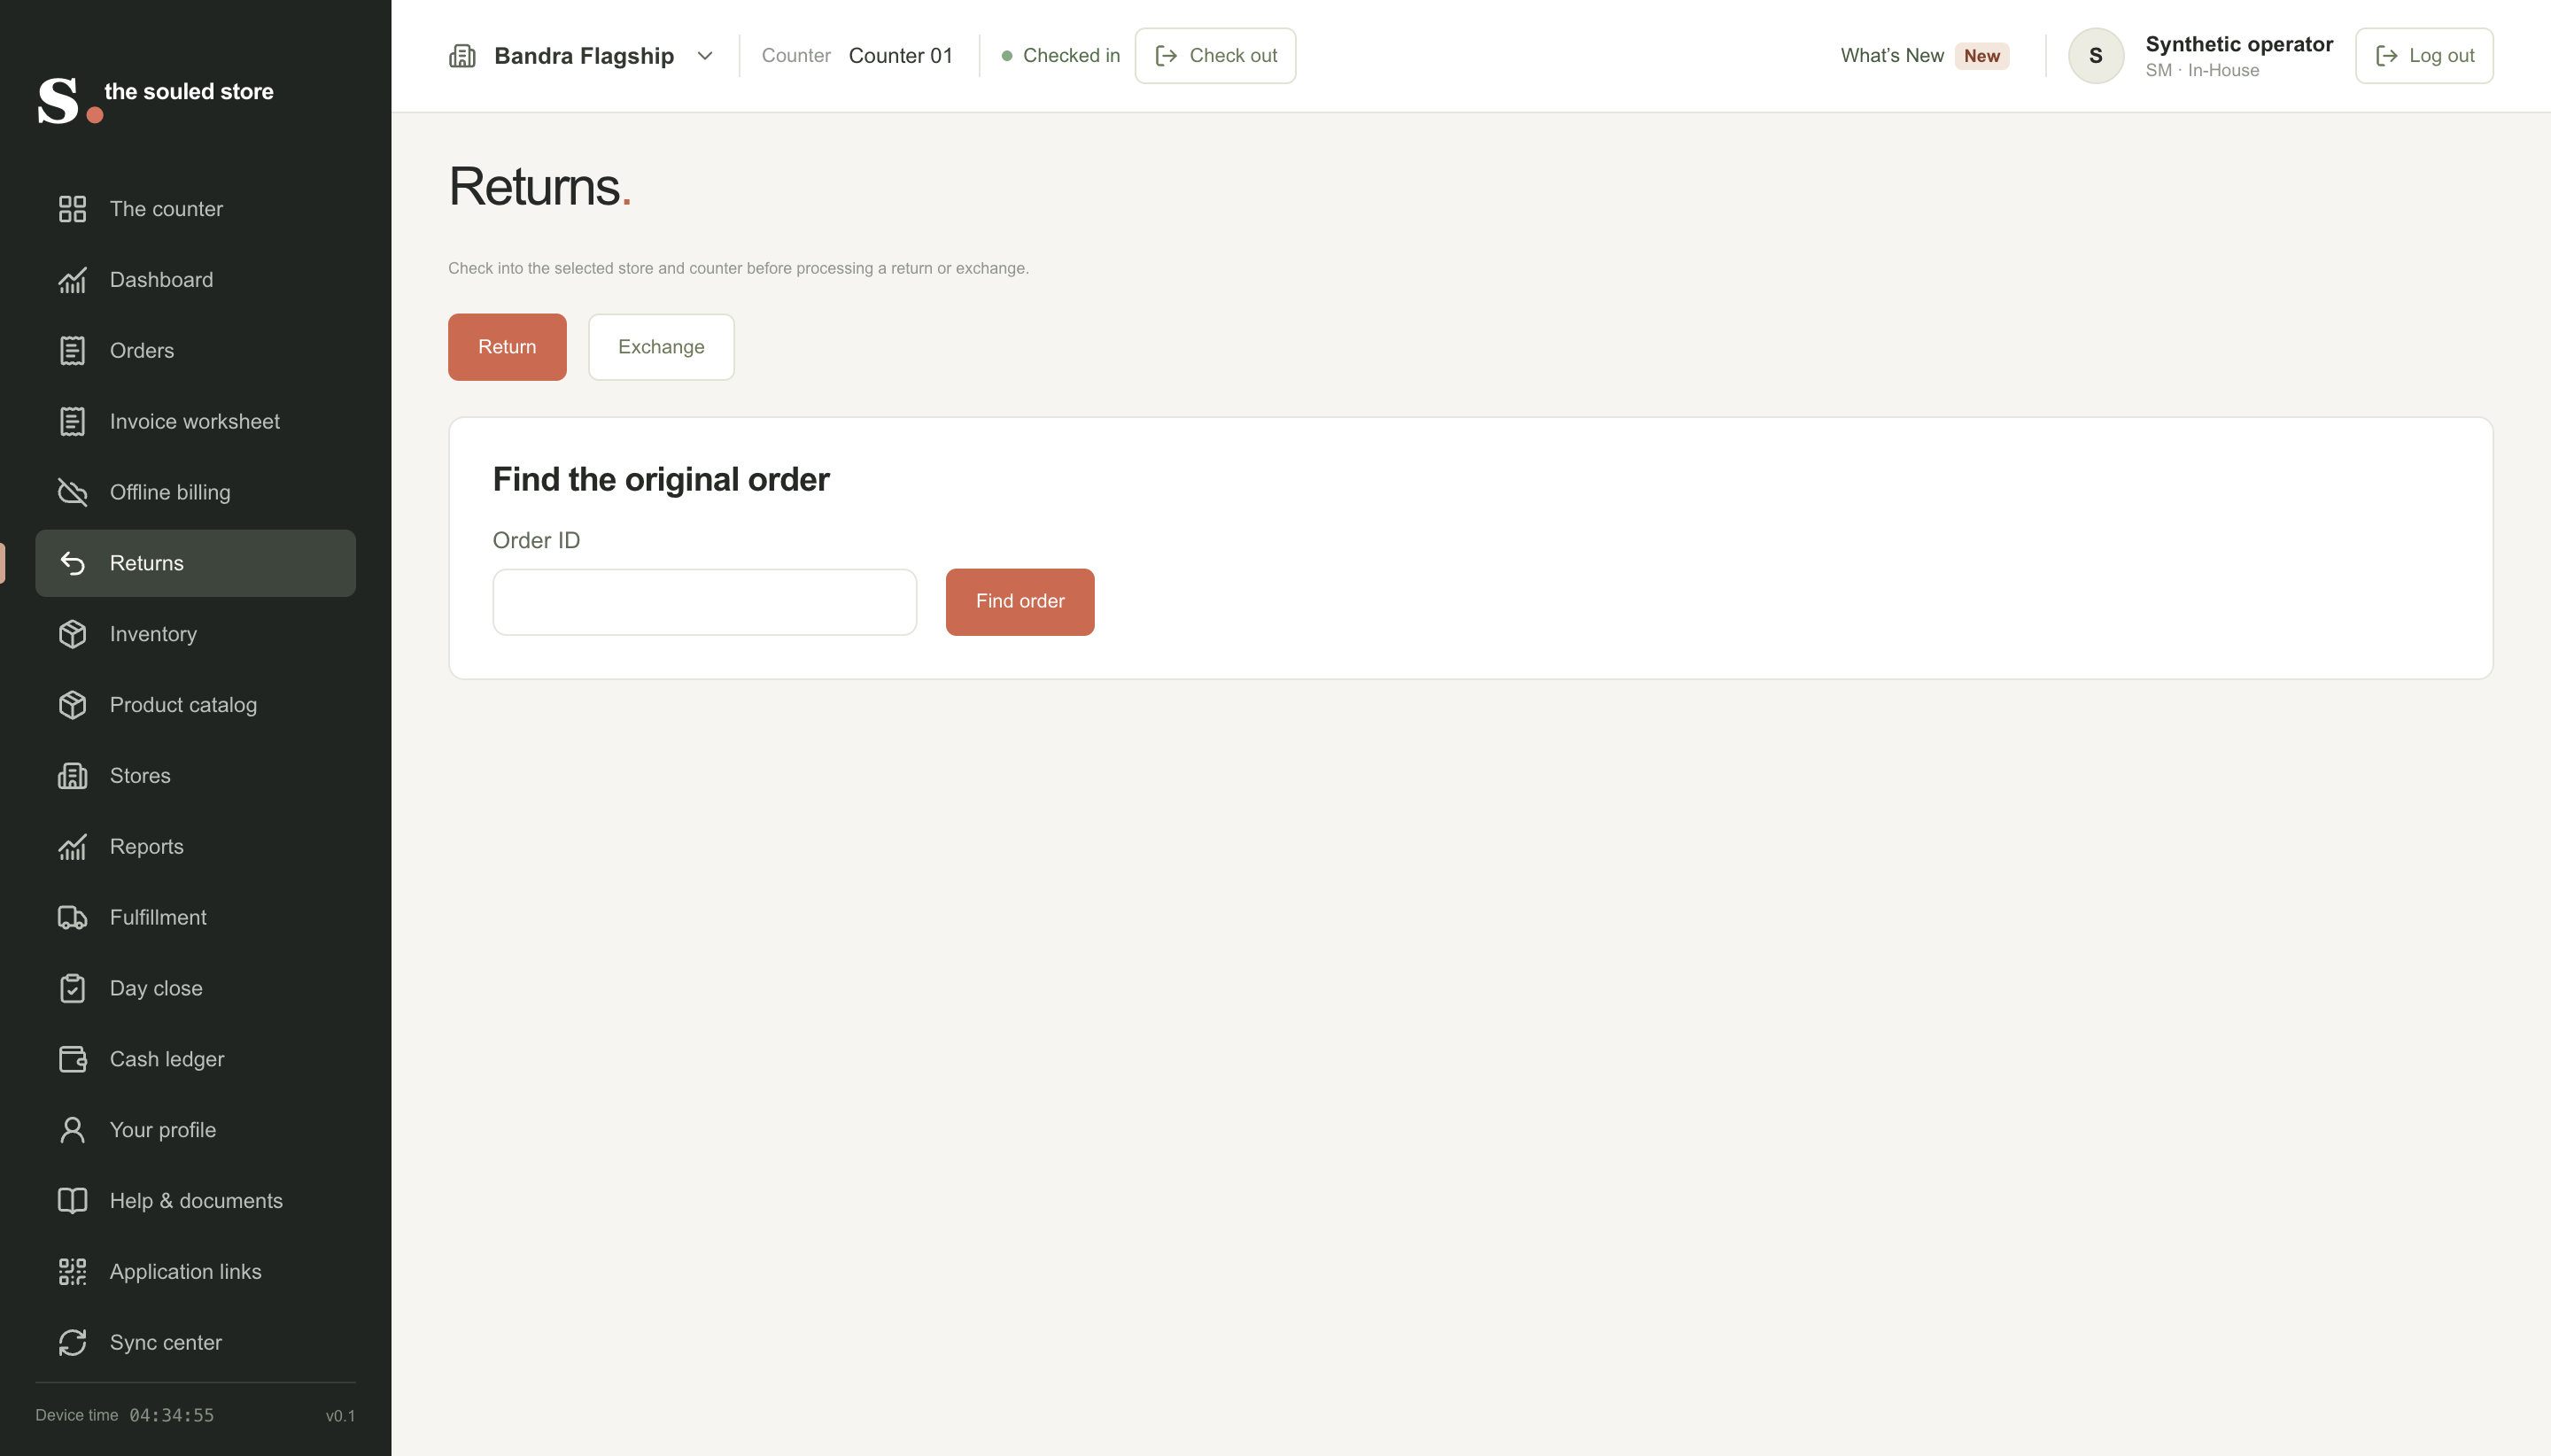 s.
the souled store
The counter
Dashboard
Orders
Invoice worksheet
Offline billing
Returns
Inventory
Product catalog
Stores
Reports
Fulfillment
Day close
Cash ledger
Your profile
Help & documents
Application links
Sync center
Device time 04:34:55 v0.1
Bandra Flagship Counter Counter 01 Checked in Check out What's New New S Synthetic operator Log out
SM · In-House
Returns.
Check into the selected store and counter before processing a return or exchange.
Return Exchange
Find the original order
Order ID
Find order